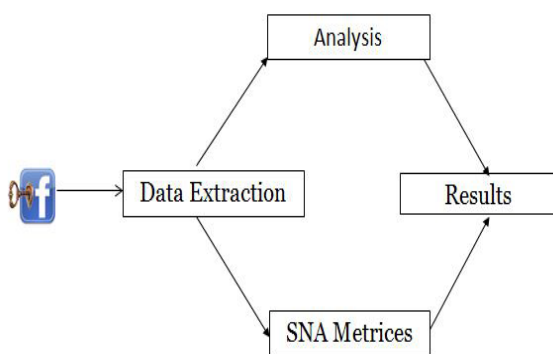 Analysis
f
Data Extraction
Results
SNA Metrices